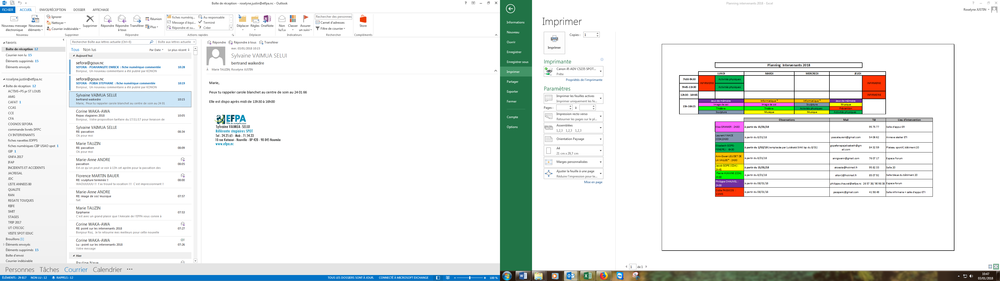 Boîte de réception - roselyne.justin@etfpa.nc - Outlook
FICHIER ACCUEIL ENVOI/RÉCEPTION DOSSIER AFFICHAGE
Nouveau message électronique
Nouveaux éléments
Nouveau
Ignorer
Nettoyer
Courrier indésirable
Supprimer
Supprimer
Répondre
Répondre à tous
Transférer
Réunion
Plus
Répondre
fiches numériq...
Message d'équi...
Répondre et su...
Au responsable
Terminé
Créer
Actions rapides
Déplacer
Règles
OneNote
Déplacer
Non lu/Lu
Classer
Assurer un suivi
Indicateurs
Rechercher des personnes
Carnet d'adresses
Filtre de courrier
Rechercher
Store
Compléments
Favoris
Boîte de réception 12
Courrier non lu 15
Éléments supprimés 15
Éléments envoyés
roselyne.justin@etfpa.nc
Boîte de réception 12
ACTIVE+PS pr ST LOUIS
AMG
CAFAT 1
CCAS
CCE
CFA
COGNOS SEFORA
commande livrets DFPC
CV INTERVENANTS
fiches navettes IOPPS
fiches numériques CIIP USAO spot 1
GIP 1
GNFA 2017
IFAP
INCIDENTS ET ACCIDENTS
JACREGAL
JDC
LISTE ANNEES 80
QUALITE
RAN
REGATE TOUQUES
RIIFE
SMIT
STAGES
TRIP 2017
UT CFECGC
VISITE SPOT EDUC
Brouillons [1]
Éléments envoyés
Éléments supprimés 15
Boîte d'envoi
Courrier indésirable
Rechercher Boîte aux lettres actuelle (Ctrl+E) Boîte aux lettres actuelle
Tous Non lus Par Date Le plus récent
Aujourd'hui
sefora@gouv.nc
SEFORA - POAHANGITE ENRICK : fiche numérique commentée 10:28
Bonjour, Un nouveau commentaire a été publié par KONON
sefora@gouv.nc
SEFORA - POIBA STEPHANE : fiche numérique commentée 10:19
Bonjour, Un nouveau commentaire a été publié par KONON
Sylvaine VAIMUA SELUI
bertrand waikedre 10:15
Marie, Peux tu rappeler carole blanchet au centre de soin au 24 01
Corine WAKA-AWA
Repas stagiaires 2018 10:05
Bonjour, Votre proposition tarifaire du 17/11/17 pour livraison de
Sylvaine VAIMUA SELUI
RE: passation 08:34
Ok pour moi
Marie TAUZIN
RE: passation 08:09
Ok pour moi
Marie-Anne ANDRE
passation 08:05
Est-ce qu'on peut se voir à 13h cet aprém pour la passation des
Florence MARTIN BAUER
RE: sculpture terminée !! 08:00
WAOUUUUU !!! t'as trouvé ta vocation !!!! C'est impressionnant !!
Marie-Anne ANDRE
RE: image de soi/ musique 07:57
fait
Marie TAUZIN
Epiphanie 07:53
C'est avec un grand plaisir que l'Amicale de l'EFPA vous convie à
Corine WAKA-AWA
RE: point sur les intervenants 2018 07:27
Bonjour Roz, Je te retourne mes meilleurs pour cette nouvelle
Corine WAKA-AWA
Lu : point sur les intervenants 2018 07:26
Votre message
Hier
Pauline Naye
Répondre Répondre à tous Transférer
mer. 03/01/2018 10:15
Sylvaine VAIMUA SELUI
bertrand waikedre
À Marie TAUZIN; Roselyne JUSTIN
Marie,
Peux tu rappeler carole blanchet au centre de soin au 24 01 66
Elle est dispo après midi de 13h30 à 16h00
EFPA
Pôle de compétences
Sylvaine VAIMUA -SELUI
Référente stagiaires SPOT
Tel : 24.25.65 - Mob : 71.54.23
10 rue Kataoui - Nouville - BP 428 - 98 845 Nouméa
www.efpa.nc
Personnes Tâches Courrier Calendrier ...
ÉLÉMENTS : 29 817 NON LU : 12 RAPPELS : 12 TOUS LES DOSSIERS SONT À JOUR. CONNECTÉ À MICROSOFT EXCHANGE 100 %
Planning intervenants 2018 - Excel
Roselyne JUSTIN
Informations
Nouveau
Ouvrir
Enregistrer
Enregistrer sous
Imprimer
Partager
Exporter
Fermer
Compte
Options
Imprimer
Imprimer
Copies : 1
Imprimante
Canon iR-ADV C5235 SPOT...
Prête
Propriétés de l'imprimante
Paramètres
Imprimer les feuilles actives
Imprimer uniquement les fe...
Pages : à
Impression recto verso
Retourner les pages sur le pl...
Assemblées
1,2,3 1,2,3 1,2,3
Orientation Paysage
A4
21 cm x 29,7 cm
Marges personnalisées
Ajuster la feuille à une page
Réduire l'impression pour te...
Mise en page
Planning Intervenants 2018
LUNDI MARDI MERCREDI JEUDI
7h30-9h30 INFIRMERIE Activités physiques INFIRMERIE
9h45-11h30 Activités physiques
12h30 - 14H45 INFIRMERIE
15h-16h15
Jeux de mémoire Informatique * Informatique * Jeux de mémoire
Image de soi Image de soi Sculpture Musique
Théâtre Théâtre Activités physiques Prévention
Sculpture Musique Musique Activités physiques
Observations Mail Tél Lieu d'intervention
Elsa GRANIER : 2h30 à partir du 15/01/18 95 75 77 Salle d'appui ER
Laurent YAACE (CDA)2h30 à partir du 8/01/18 yaacelaurent@gmail.com 54 06 62 Annexe atelier ETI
Elisabeth GOPE-FENEPEJ : 6h30 à partir du 1/02/18 (remplacée par Lutékaté SIAKI àp du 8/01) gopefenepejelisabeth@gmail.com 84 32 59 Plateau sportif, bâtiment 20
Ann-Gwen LEUDET DE LA VALLEE* : 2h30 à partir du 8/01/18 anngwenn@gmail.com 76 07 17 Espace Forum
Jacob GOPE (CDA) : 3h45 à partir du 15/01/18 akoesta@hotmail.fr 95 82 33 Salle 20
Pierre HUKANE (CDA) : 2h30 à partir du 8/01/18 elton1@hotmail.fr 85 07 92 Salle bleue du bâtiment 20
Philippe CHAUVEL : 2h30 à partir du 08/01/18 philippe.chauvel@etfpa.nc 26 57 38/ 90 98 38 Espace forum
Odile PASSICOS : 11h45 à partir du 08/01/18 passpenc@gmail.com 41 98 49 Salle infirmerie + salle d'appui ETI
1 de 1
10:47
03/01/2018